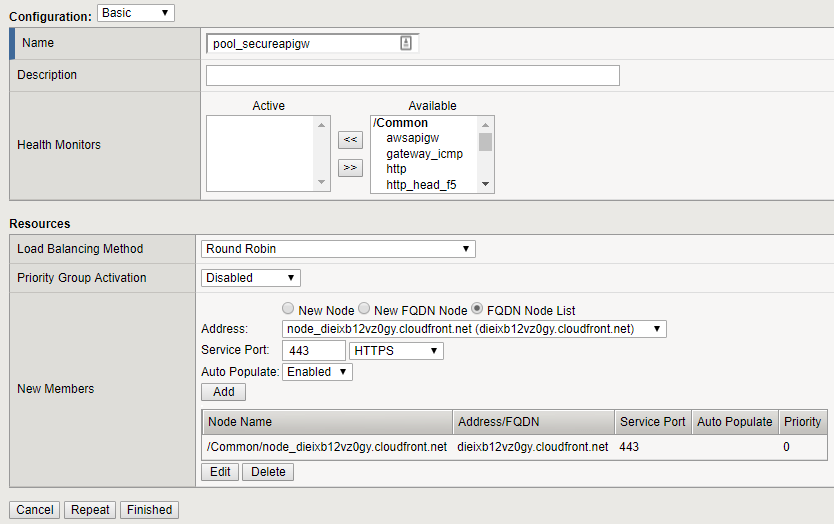 Configuration: Basic
Name pool_secureapigw
Description
Active Available
Health Monitors
/Common
awsapigw
gateway_icmp
http
http_head_f5
<<
>>
Resources
Load Balancing Method Round Robin
Priority Group Activation Disabled
New Members
New Node New FQDN Node FQDN Node List
Address: node_dieixb12vz0gy.cloudfront.net (dieixb12vz0gy.cloudfront.net)
Service Port: 443 HTTPS
Auto Populate: Enabled
Add
Node Name Address/FQDN Service Port Auto Populate Priority
/Common/node_dieixb12vz0gy.cloudfront.net dieixb12vz0gy.cloudfront.net 443 0
Edit Delete
Cancel Repeat Finished